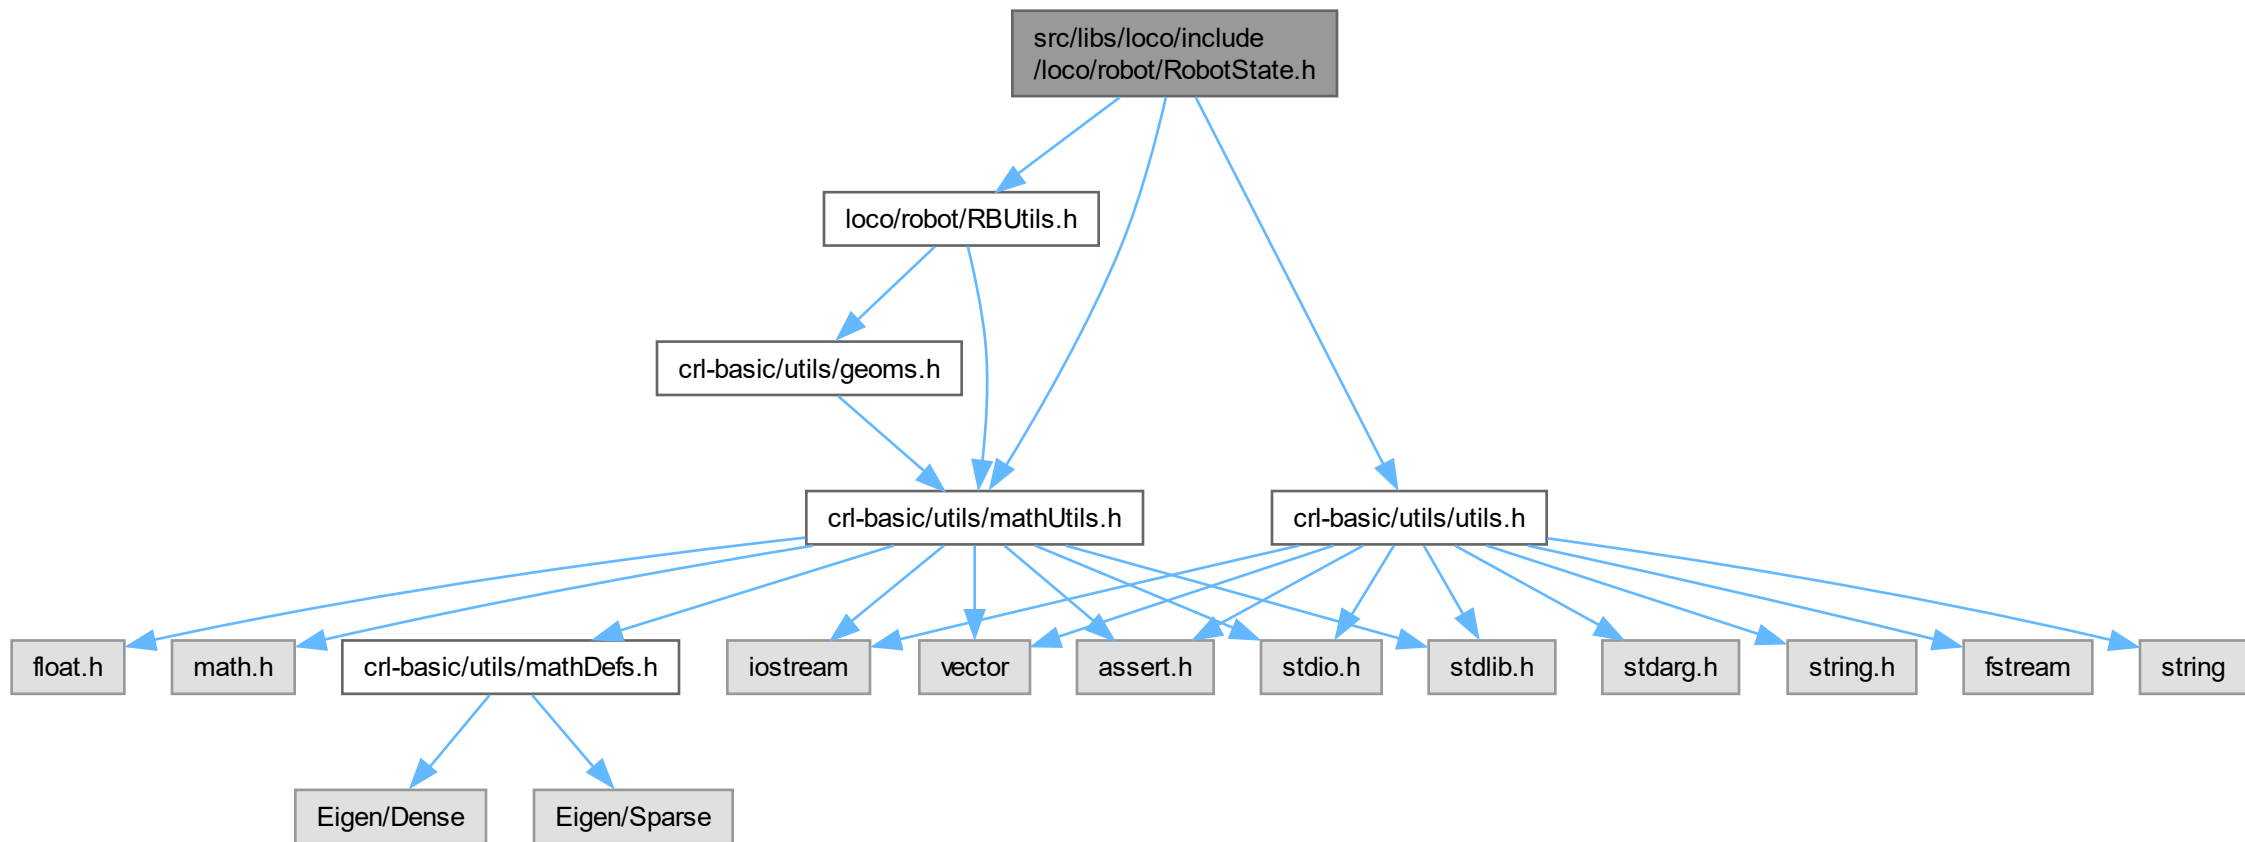 src/libs/loco/include
/loco/robot/RobotState.h
loco/robot/RBUtils.h
crl-basic/utils/geoms.h
crl-basic/utils/mathUtils.h
crl-basic/utils/utils.h
float.h
math.h
crl-basic/utils/mathDefs.h
iostream
vector
assert.h
stdio.h
stdlib.h
stdarg.h
string.h
fstream
string
Eigen/Dense
Eigen/Sparse